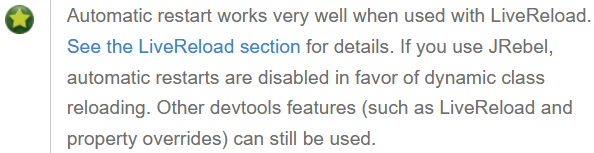 Automatic restart works very well when used with LiveReload.
See the LiveReload section for details. If you use JRebel,
automatic restarts are disabled in favor of dynamic class
reloading. Other devtools features (such as LiveReload and
property overrides) can still be used.